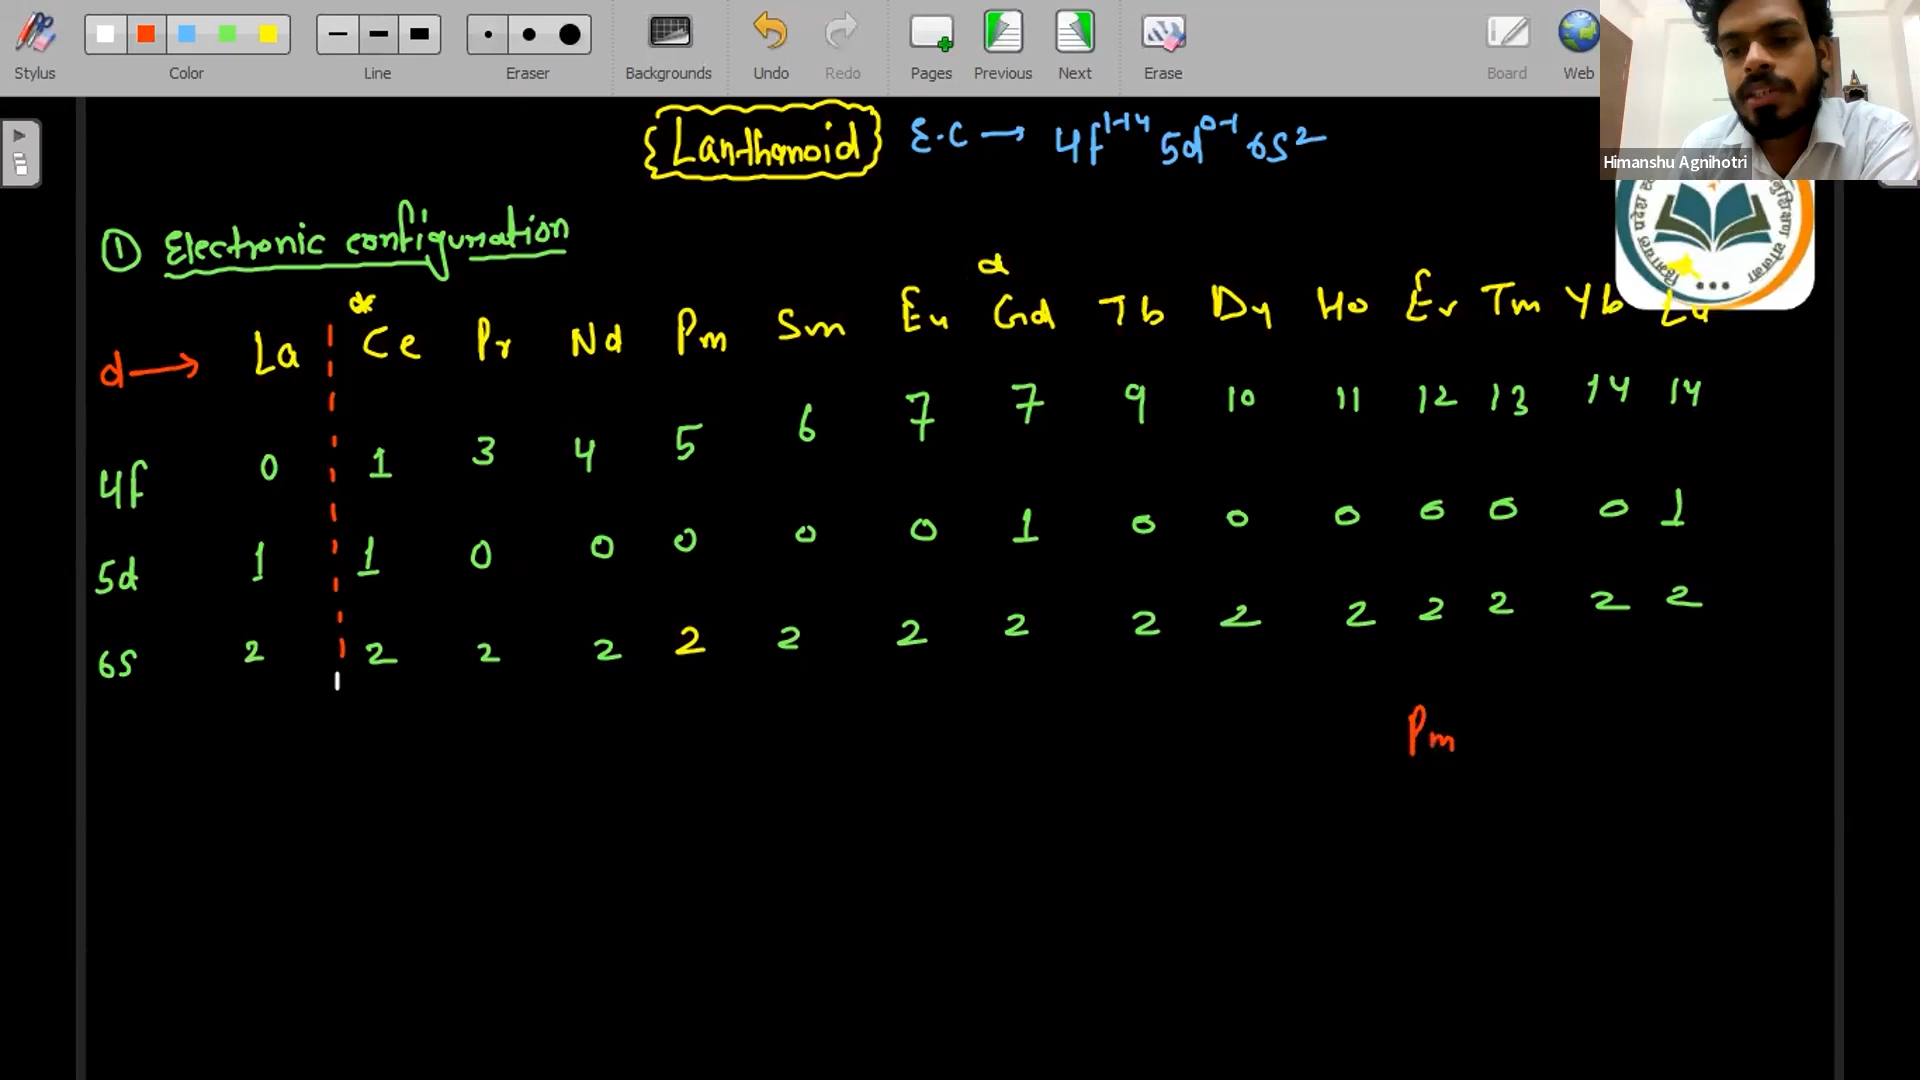 Stylus Color Line Eraser Backgrounds Undo Redo Pages Previous Next Erase Board Web
Himanshu Agnihotri
{Lanthanoid} E.C → 4f¹⁻¹⁴ 5d⁰⁻¹ 6s²
① Electronic configuration
d → La Ce Pr Nd Pm Sm Eu Gd Tb Dy Ho Er Tm Yb Lu
4f 0 1 3 4 5 6 7 7 9 10 11 12 13 14 14
5d 1 1 0 0 0 0 0 1 0 0 0 0 0 0 1
6s 2 2 2 2 2 2 2 2 2 2 2 2 2 2 2
Pm